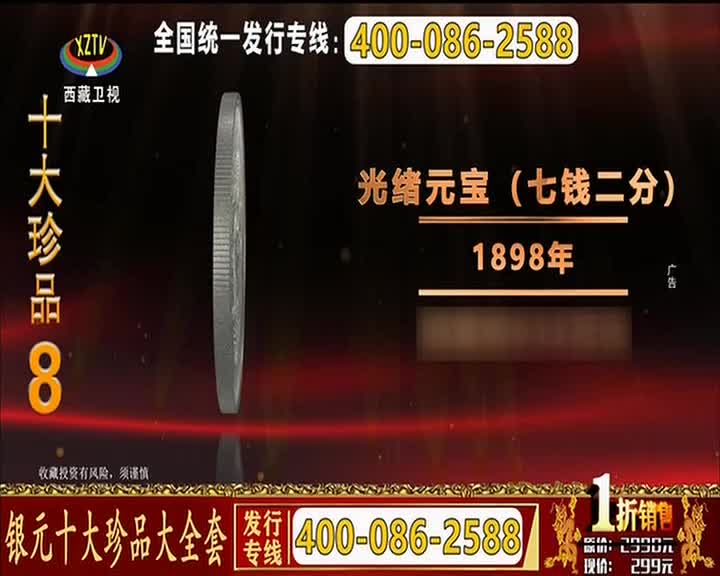 XZTV
西藏卫视
全国统一发行专线：400-086-2588
十大珍品8
光绪元宝（七钱二分）
1898年
广告
收藏投资有风险，须谨慎
银元十大珍品大全套
发行专线
400-086-2588
1折销售
原价：2990元
现价：299元